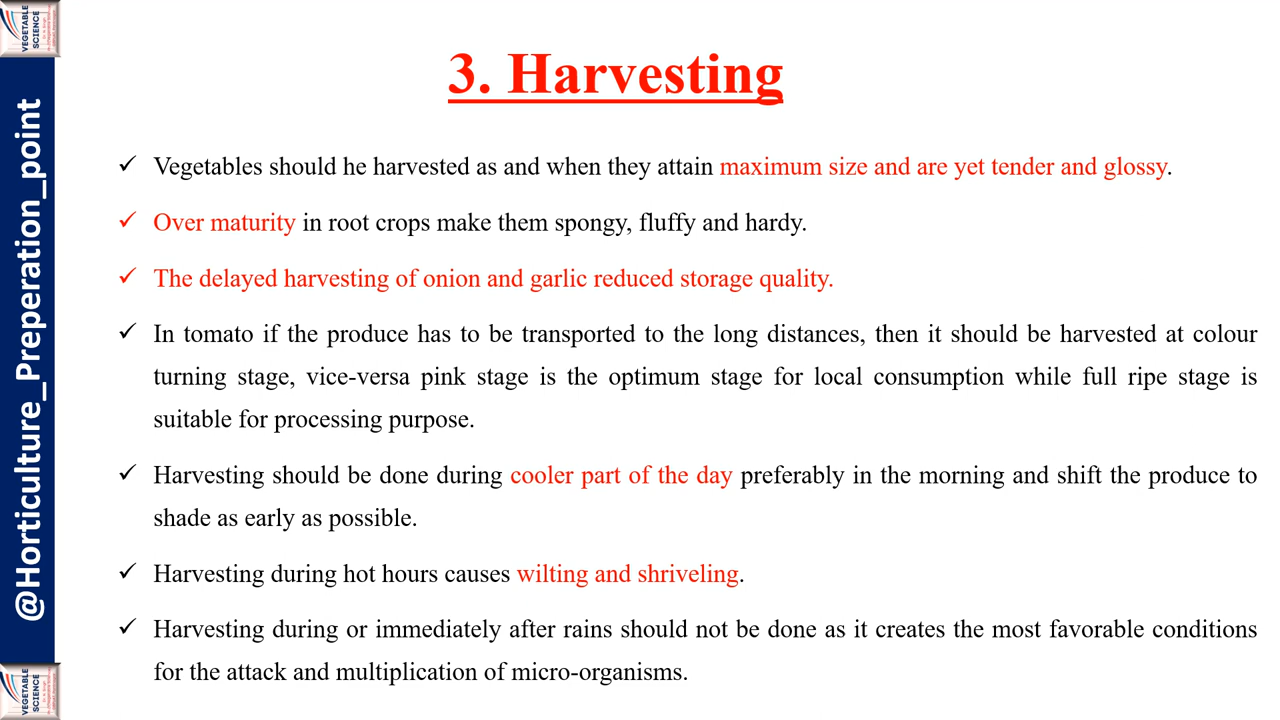 VEGETABLE
SCIENCE
@Horticulture_Preperation_point
3. Harvesting
✓ Vegetables should he harvested as and when they attain maximum size and are yet tender and glossy.
✓ Over maturity in root crops make them spongy, fluffy and hardy.
✓ The delayed harvesting of onion and garlic reduced storage quality.
✓ In tomato if the produce has to be transported to the long distances, then it should be harvested at colour
turning stage, vice-versa pink stage is the optimum stage for local consumption while full ripe stage is
suitable for processing purpose.
✓ Harvesting should be done during cooler part of the day preferably in the morning and shift the produce to
shade as early as possible.
✓ Harvesting during hot hours causes wilting and shriveling.
✓ Harvesting during or immediately after rains should not be done as it creates the most favorable conditions
for the attack and multiplication of micro-organisms.
VEGETABLE
SCIENCE